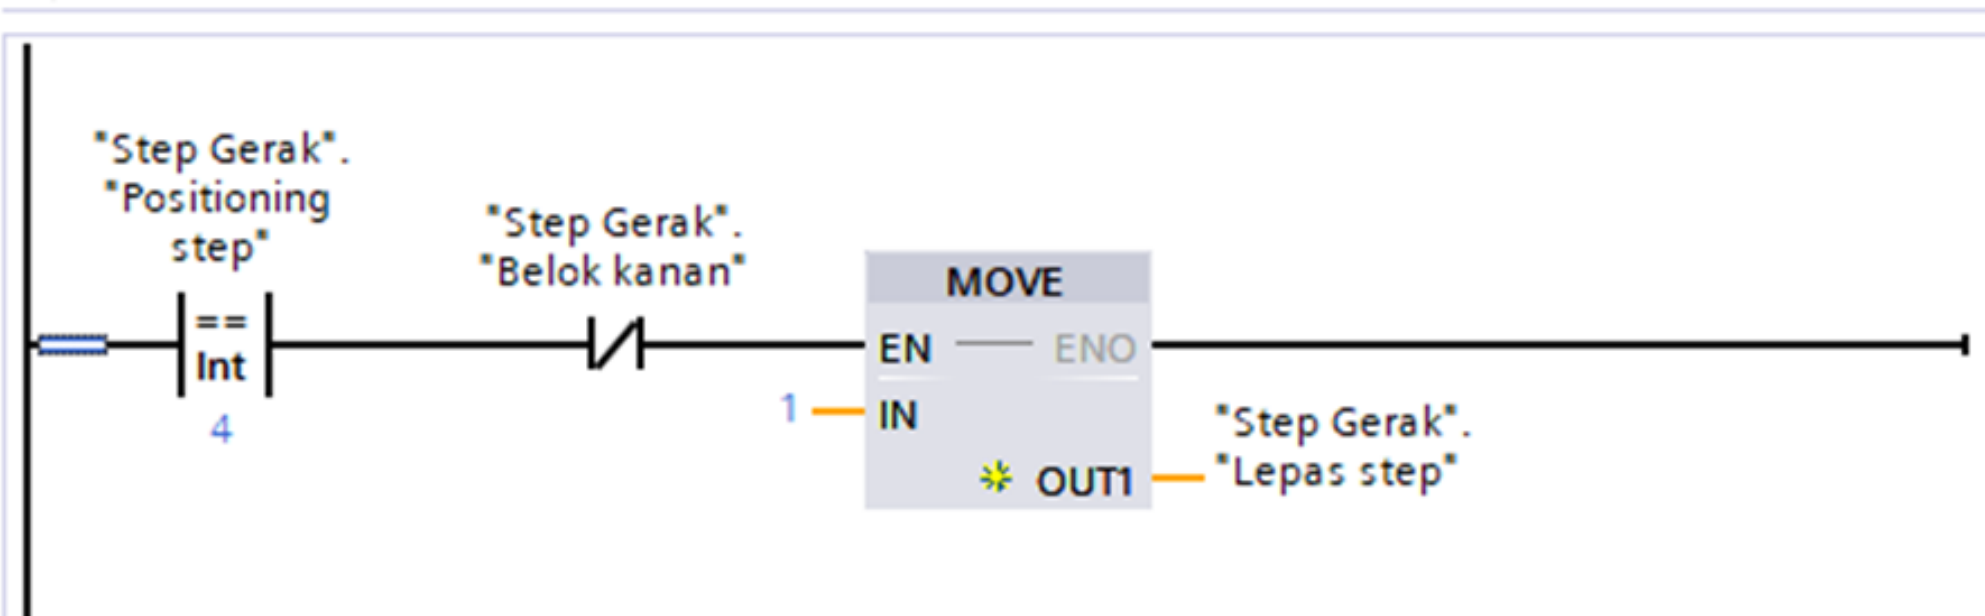 "Step Gerak".
"Positioning
step"
==
Int
4
"Step Gerak".
"Belok kanan"
MOVE
EN
ENO
1
IN
OUT1
"Step Gerak".
"Lepas step"